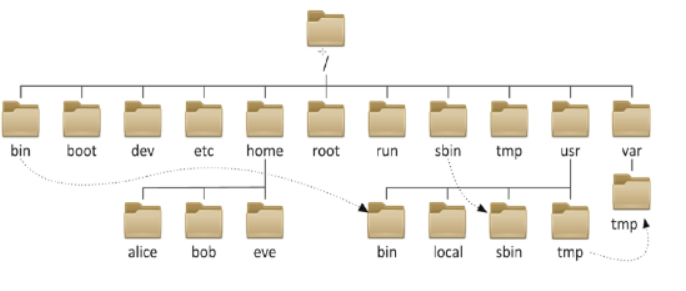 /
bin boot dev etc home root run sbin tmp usr var
tmp
alice bob eve bin local sbin tmp